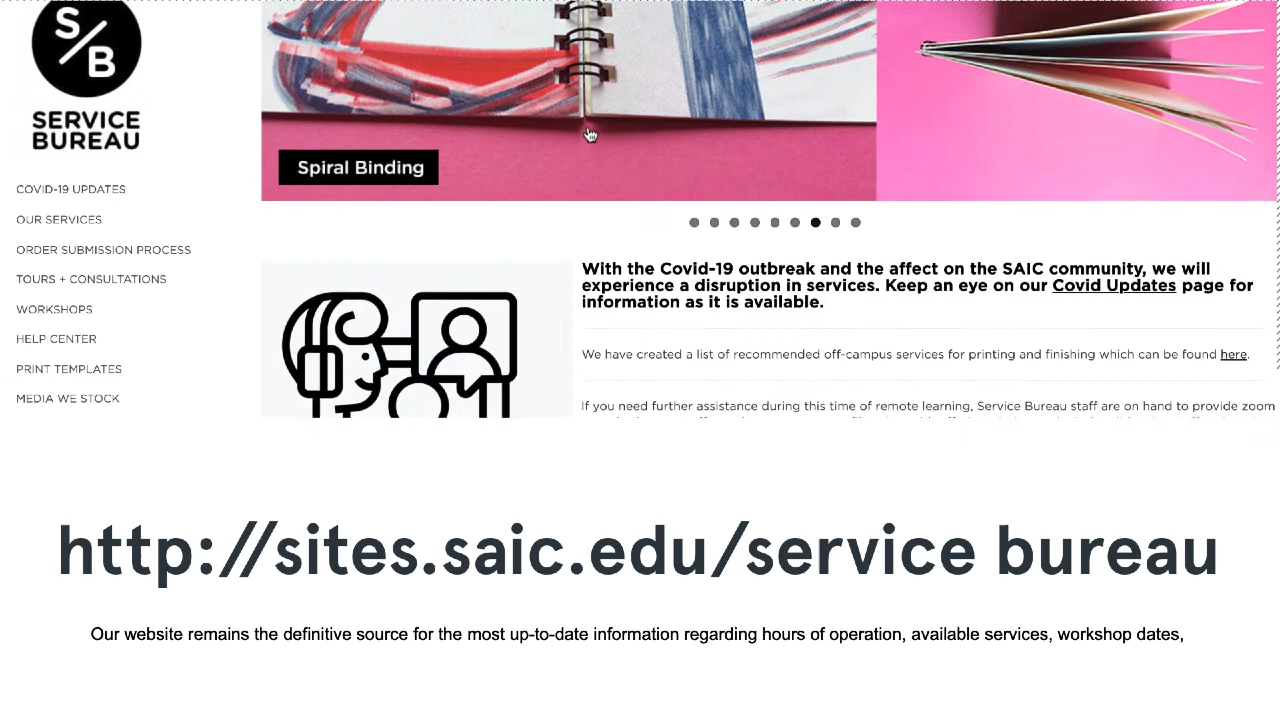 S/B
SERVICE
BUREAU
COVID-19 UPDATES
OUR SERVICES
ORDER SUBMISSION PROCESS
TOURS + CONSULTATIONS
WORKSHOPS
HELP CENTER
PRINT TEMPLATES
MEDIA WE STOCK
Spiral Binding
With the Covid-19 outbreak and the affect on the SAIC community, we will
experience a disruption in services. Keep an eye on our Covid Updates page for
information as it is available.
We have created a list of recommended off-campus services for printing and finishing which can be found here.
If you need further assistance during this time of remote learning, Service Bureau staff are on hand to provide zoom
http://sites.saic.edu/service bureau
Our website remains the definitive source for the most up-to-date information regarding hours of operation, available services, workshop dates,